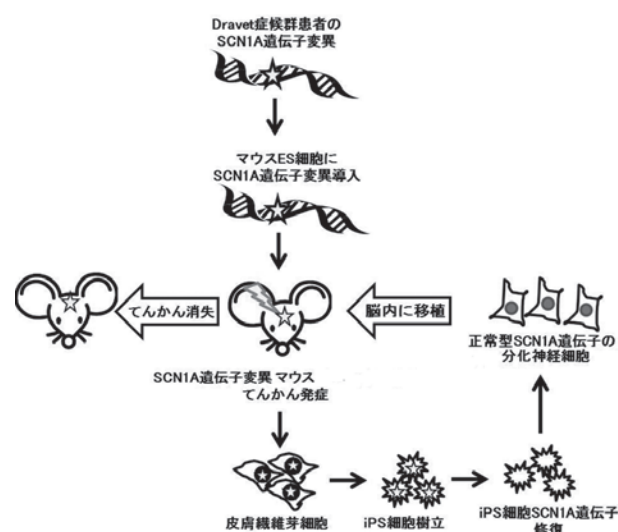 Dravet症候群患者の
SCN1A遺伝子変異
マウスES細胞に
SCN1A遺伝子変異導入
てんかん消失
脳内に移植
正常型SCN1A遺伝子の
分化神経細胞
SCN1A遺伝子変異マウス
てんかん発症
皮膚繊維芽細胞
iPS細胞樹立
iPS細胞SCN1A遺伝子
修復